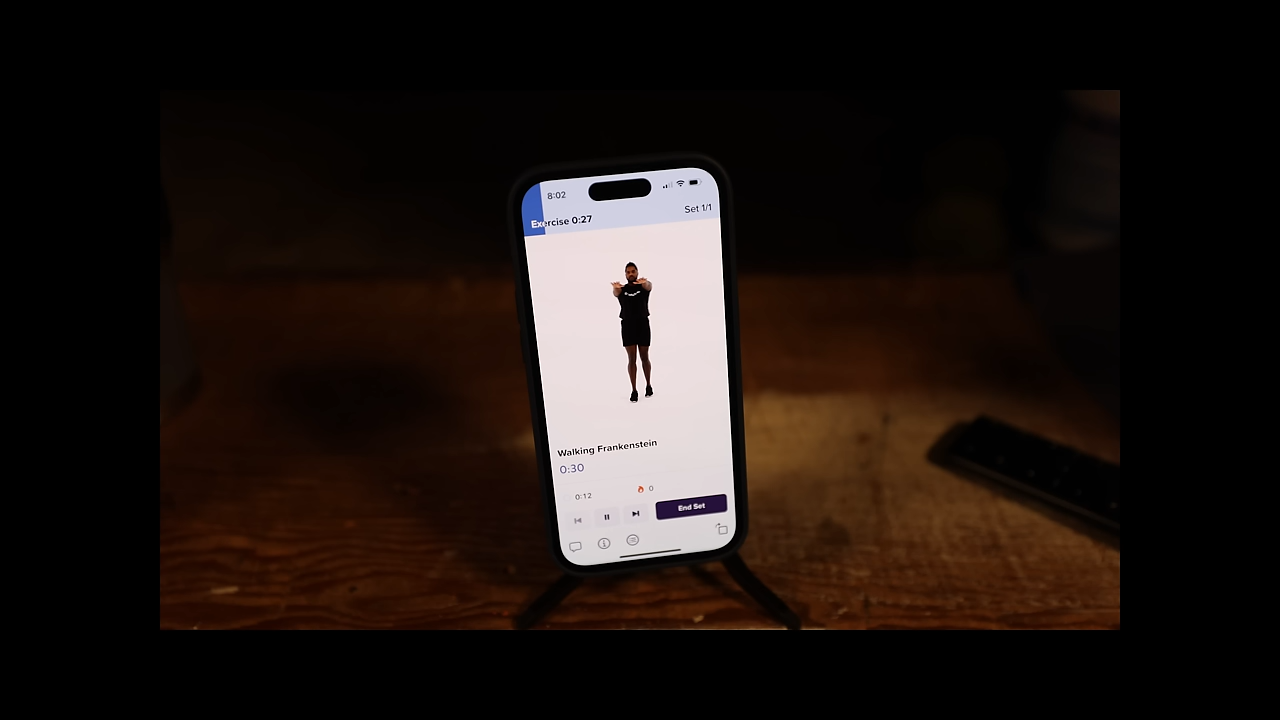 8:02
Exercise 0:27
Set 1/1
Walking Frankenstein
0:30
0:12
0
End Set